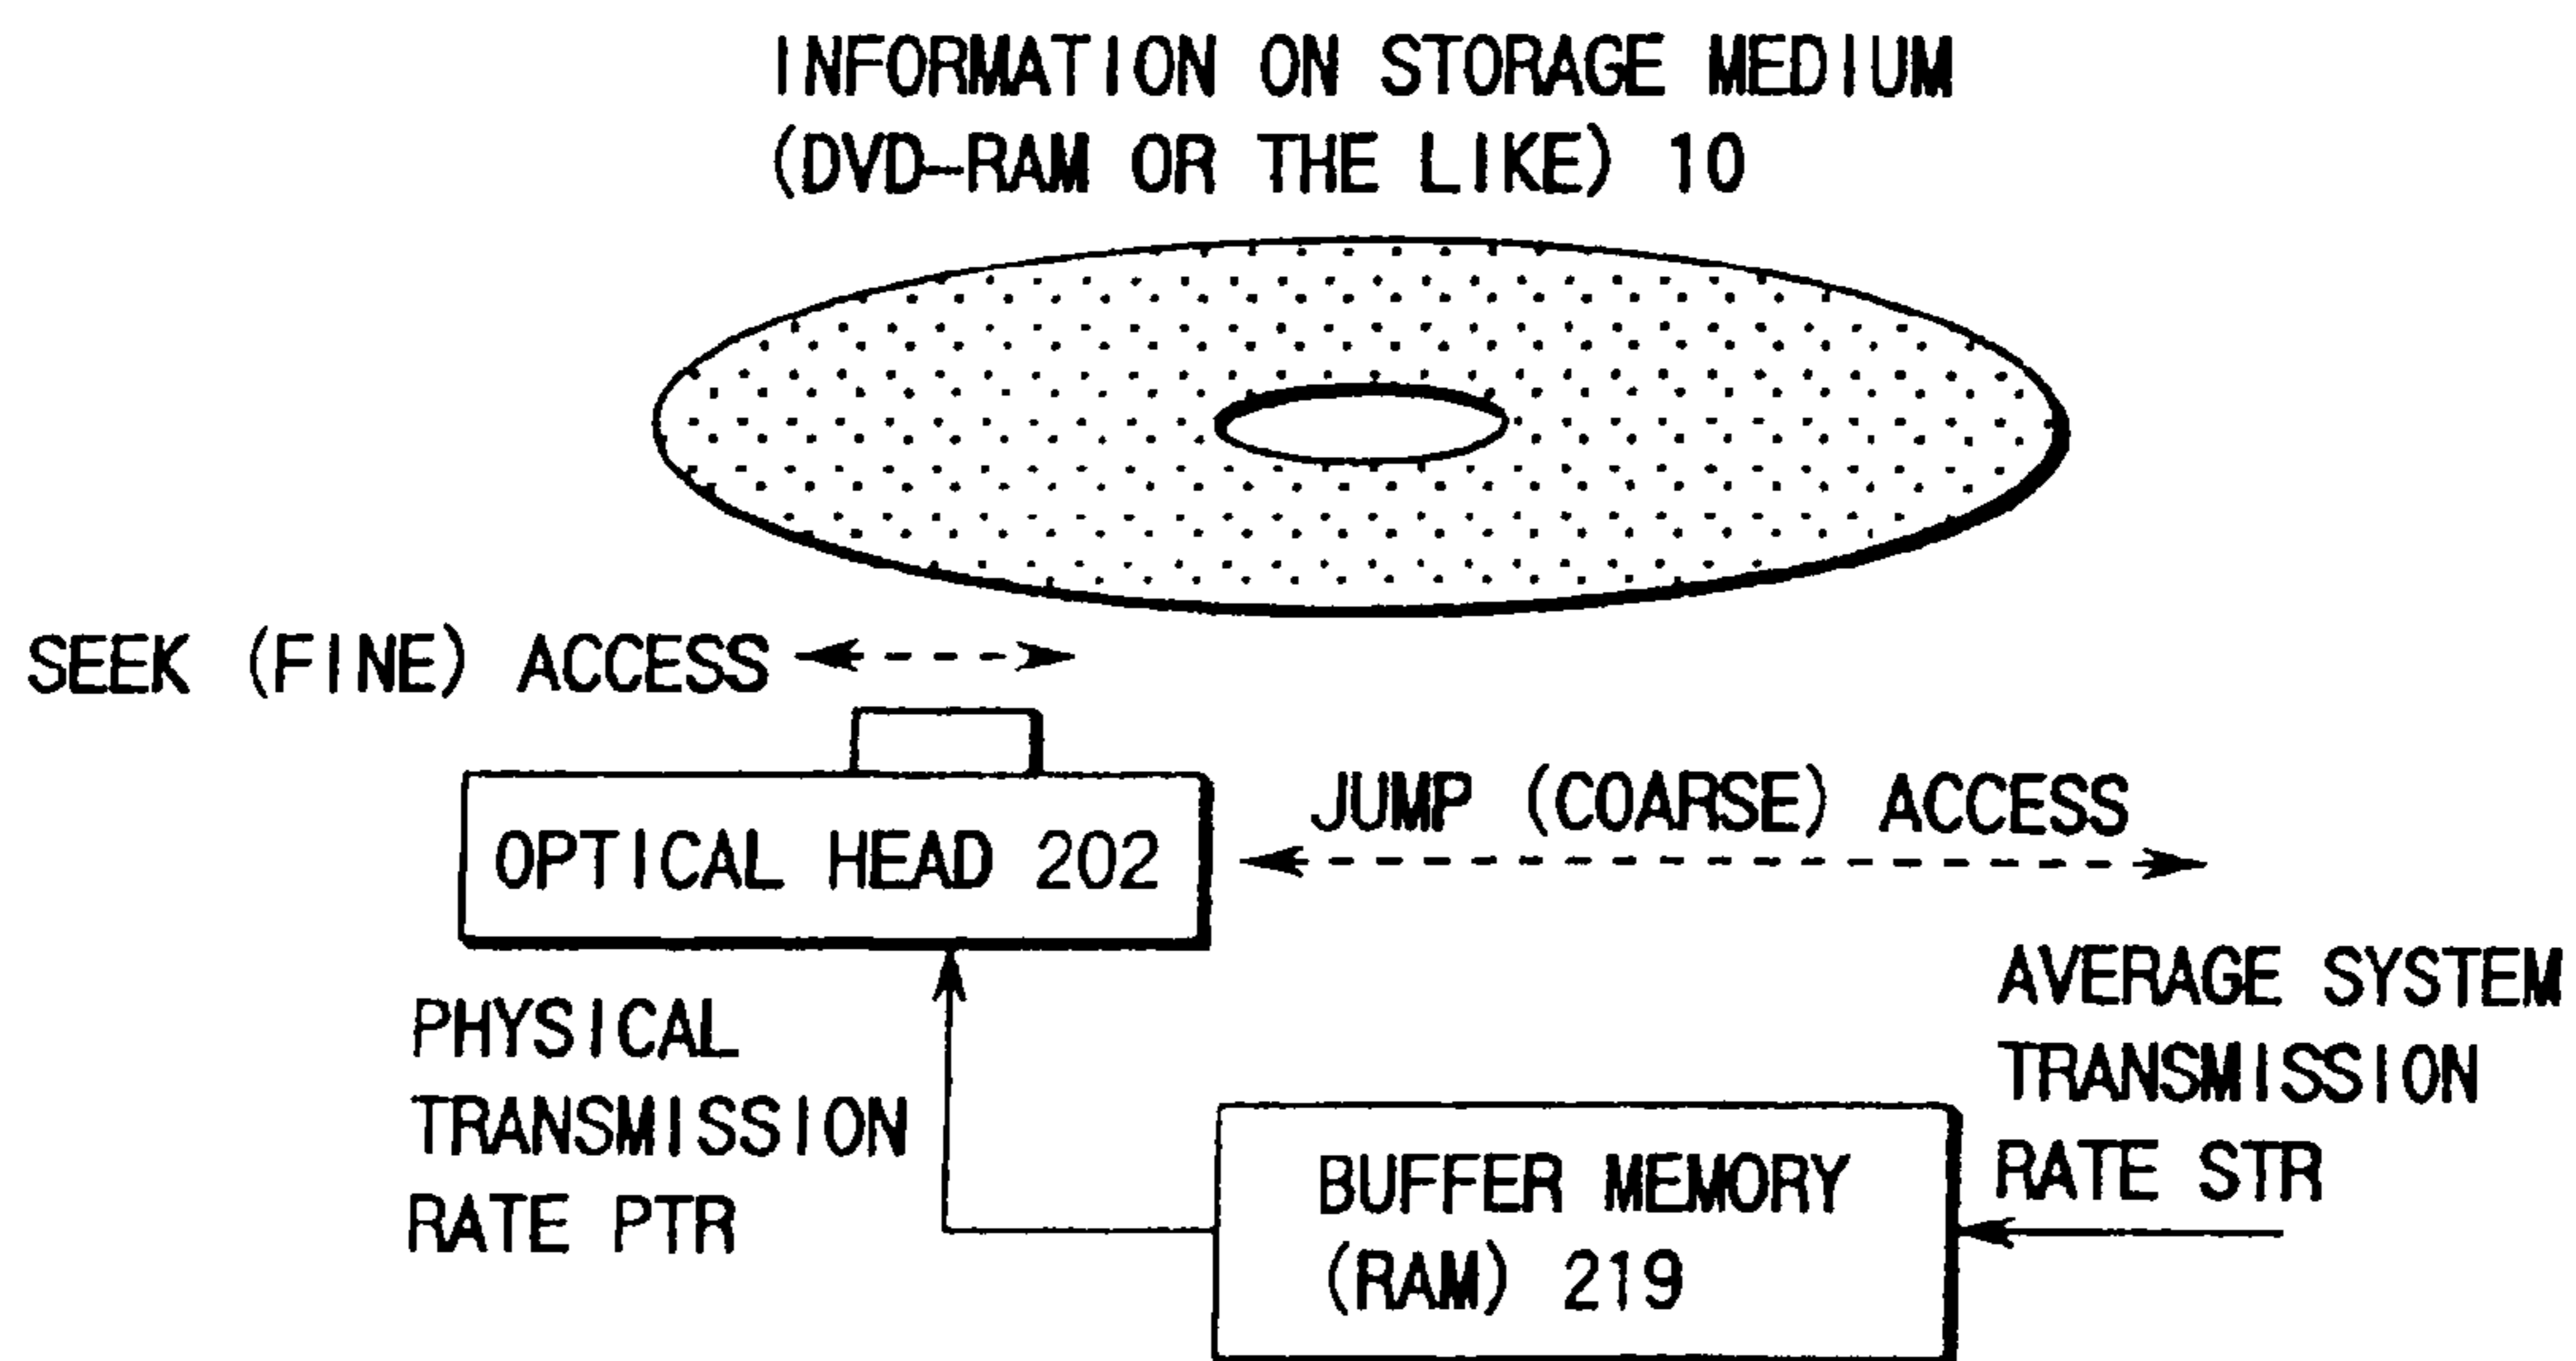 INFORMATION ON STORAGE MEDIUM
(DVD-RAM OR THE LIKE) 10
SEEK (FINE) ACCESS
OPTICAL HEAD 202
JUMP (COARSE) ACCESS
PHYSICAL
TRANSMISSION
RATE PTR
AVERAGE SYSTEM
TRANSMISSION
RATE STR
BUFFER MEMORY
(RAM) 219